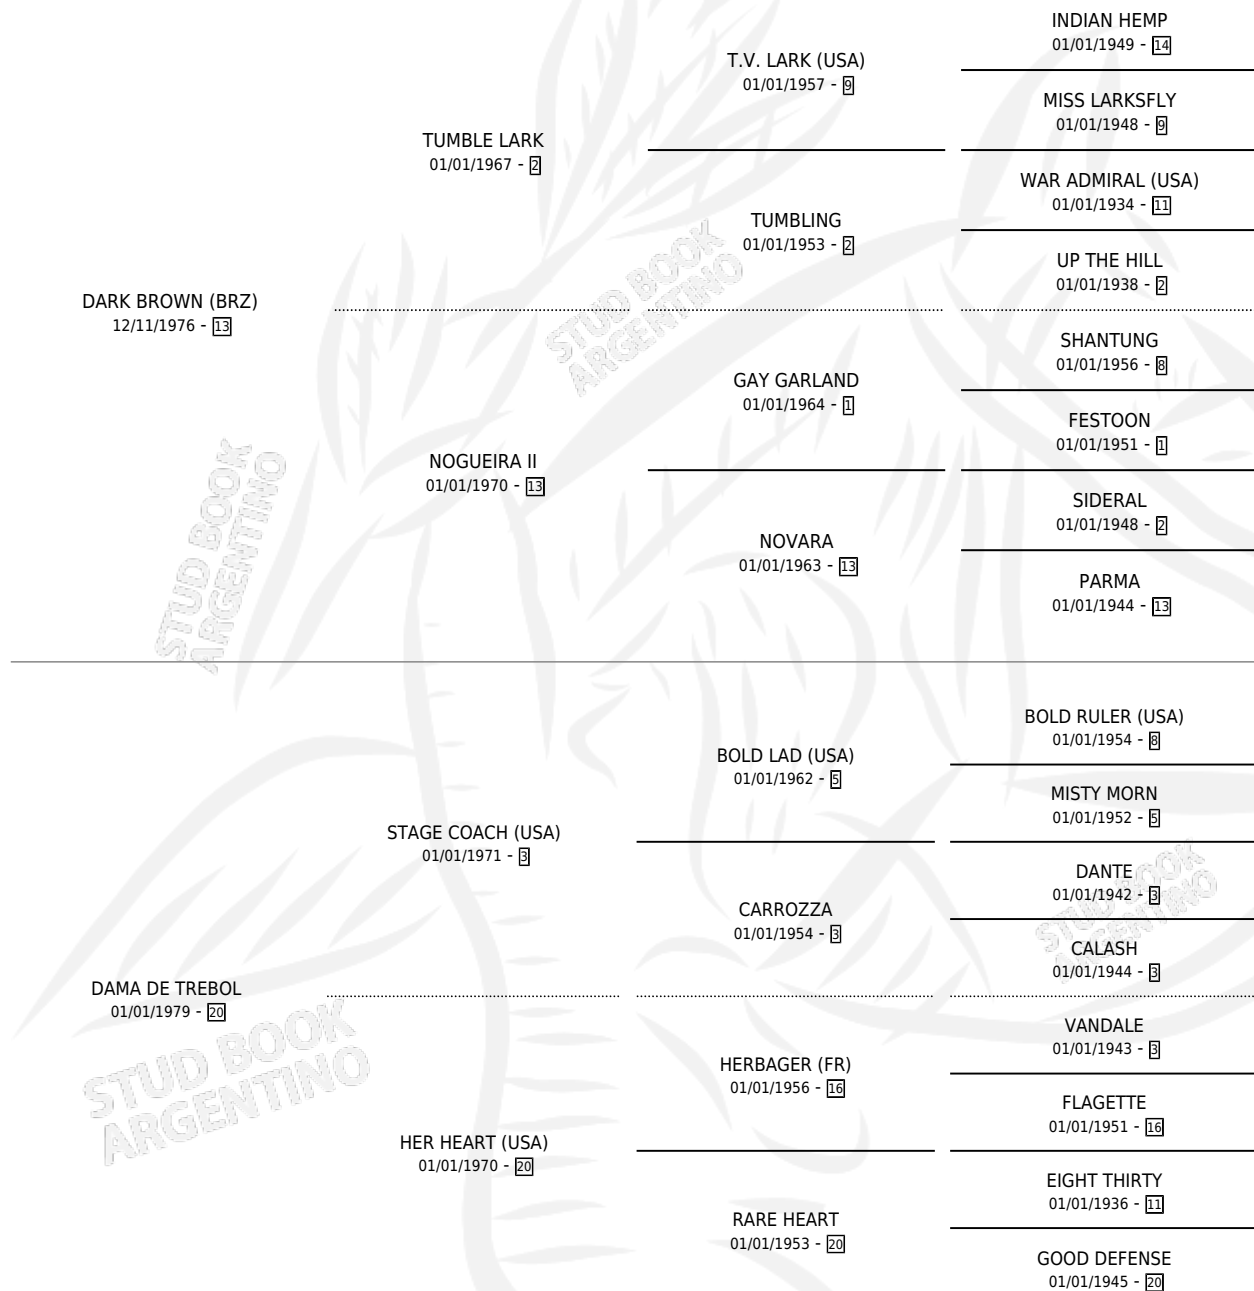 INDIAN HEMP
01/01/1949 - 14
T.V. LARK (USA)
01/01/1957 - 9
MISS LARKSFLY
01/01/1948 - 9
TUMBLE LARK
01/01/1967 - 2
WAR ADMIRAL (USA)
01/01/1934 - 11
TUMBLING
01/01/1953 - 2
UP THE HILL
01/01/1938 - 2
DARK BROWN (BRZ)
12/11/1976 - 13
SHANTUNG
01/01/1956 - 8
GAY GARLAND
01/01/1964 - 1
FESTOON
01/01/1951 - 1
NOGUEIRA II
01/01/1970 - 13
SIDERAL
01/01/1948 - 2
NOVARA
01/01/1963 - 13
PARMA
01/01/1944 - 13
BOLD RULER (USA)
01/01/1954 - 8
BOLD LAD (USA)
01/01/1962 - 5
MISTY MORN
01/01/1952 - 5
STAGE COACH (USA)
01/01/1971 - 3
DANTE
01/01/1942 - 3
CARROZZA
01/01/1954 - 3
CALASH
01/01/1944 - 3
DAMA DE TREBOL
01/01/1979 - 20
VANDALE
01/01/1943 - 3
HERBAGER (FR)
01/01/1956 - 16
FLAGETTE
01/01/1951 - 16
HER HEART (USA)
01/01/1970 - 20
EIGHT THIRTY
01/01/1936 - 11
RARE HEART
01/01/1953 - 20
GOOD DEFENSE
01/01/1945 - 20
STUD BOOK
ARGENTINO
STUD BOOK
ARGENTINO
STUD BOOK
ARGENTINO
STUD BOOK
ARGENTINO